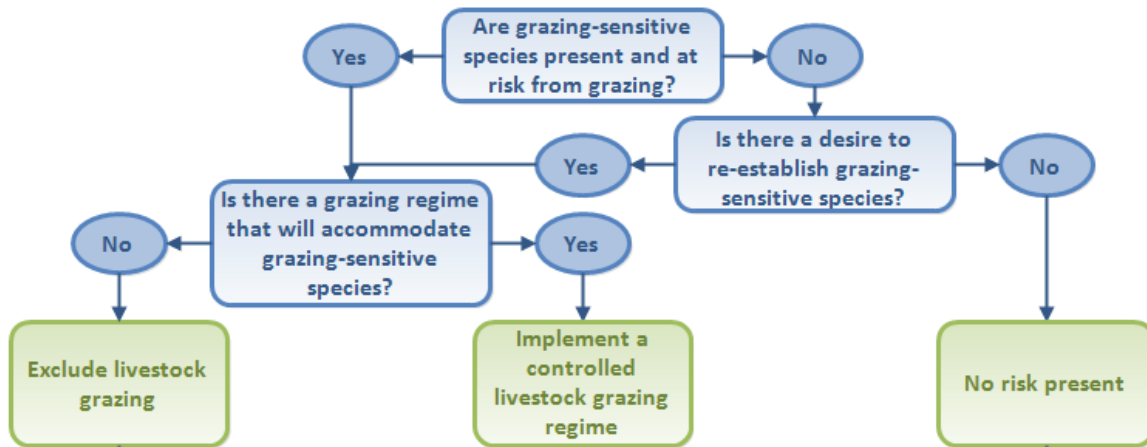 Are grazing-sensitive
species present and at
risk from grazing?
Yes
No
Is there a desire to
re-establish grazing-
sensitive species?
Yes
No
Is there a grazing regime
that will accommodate
grazing-sensitive
species?
No
Yes
Exclude livestock
grazing
Implement a
controlled
livestock grazing
regime
No risk present